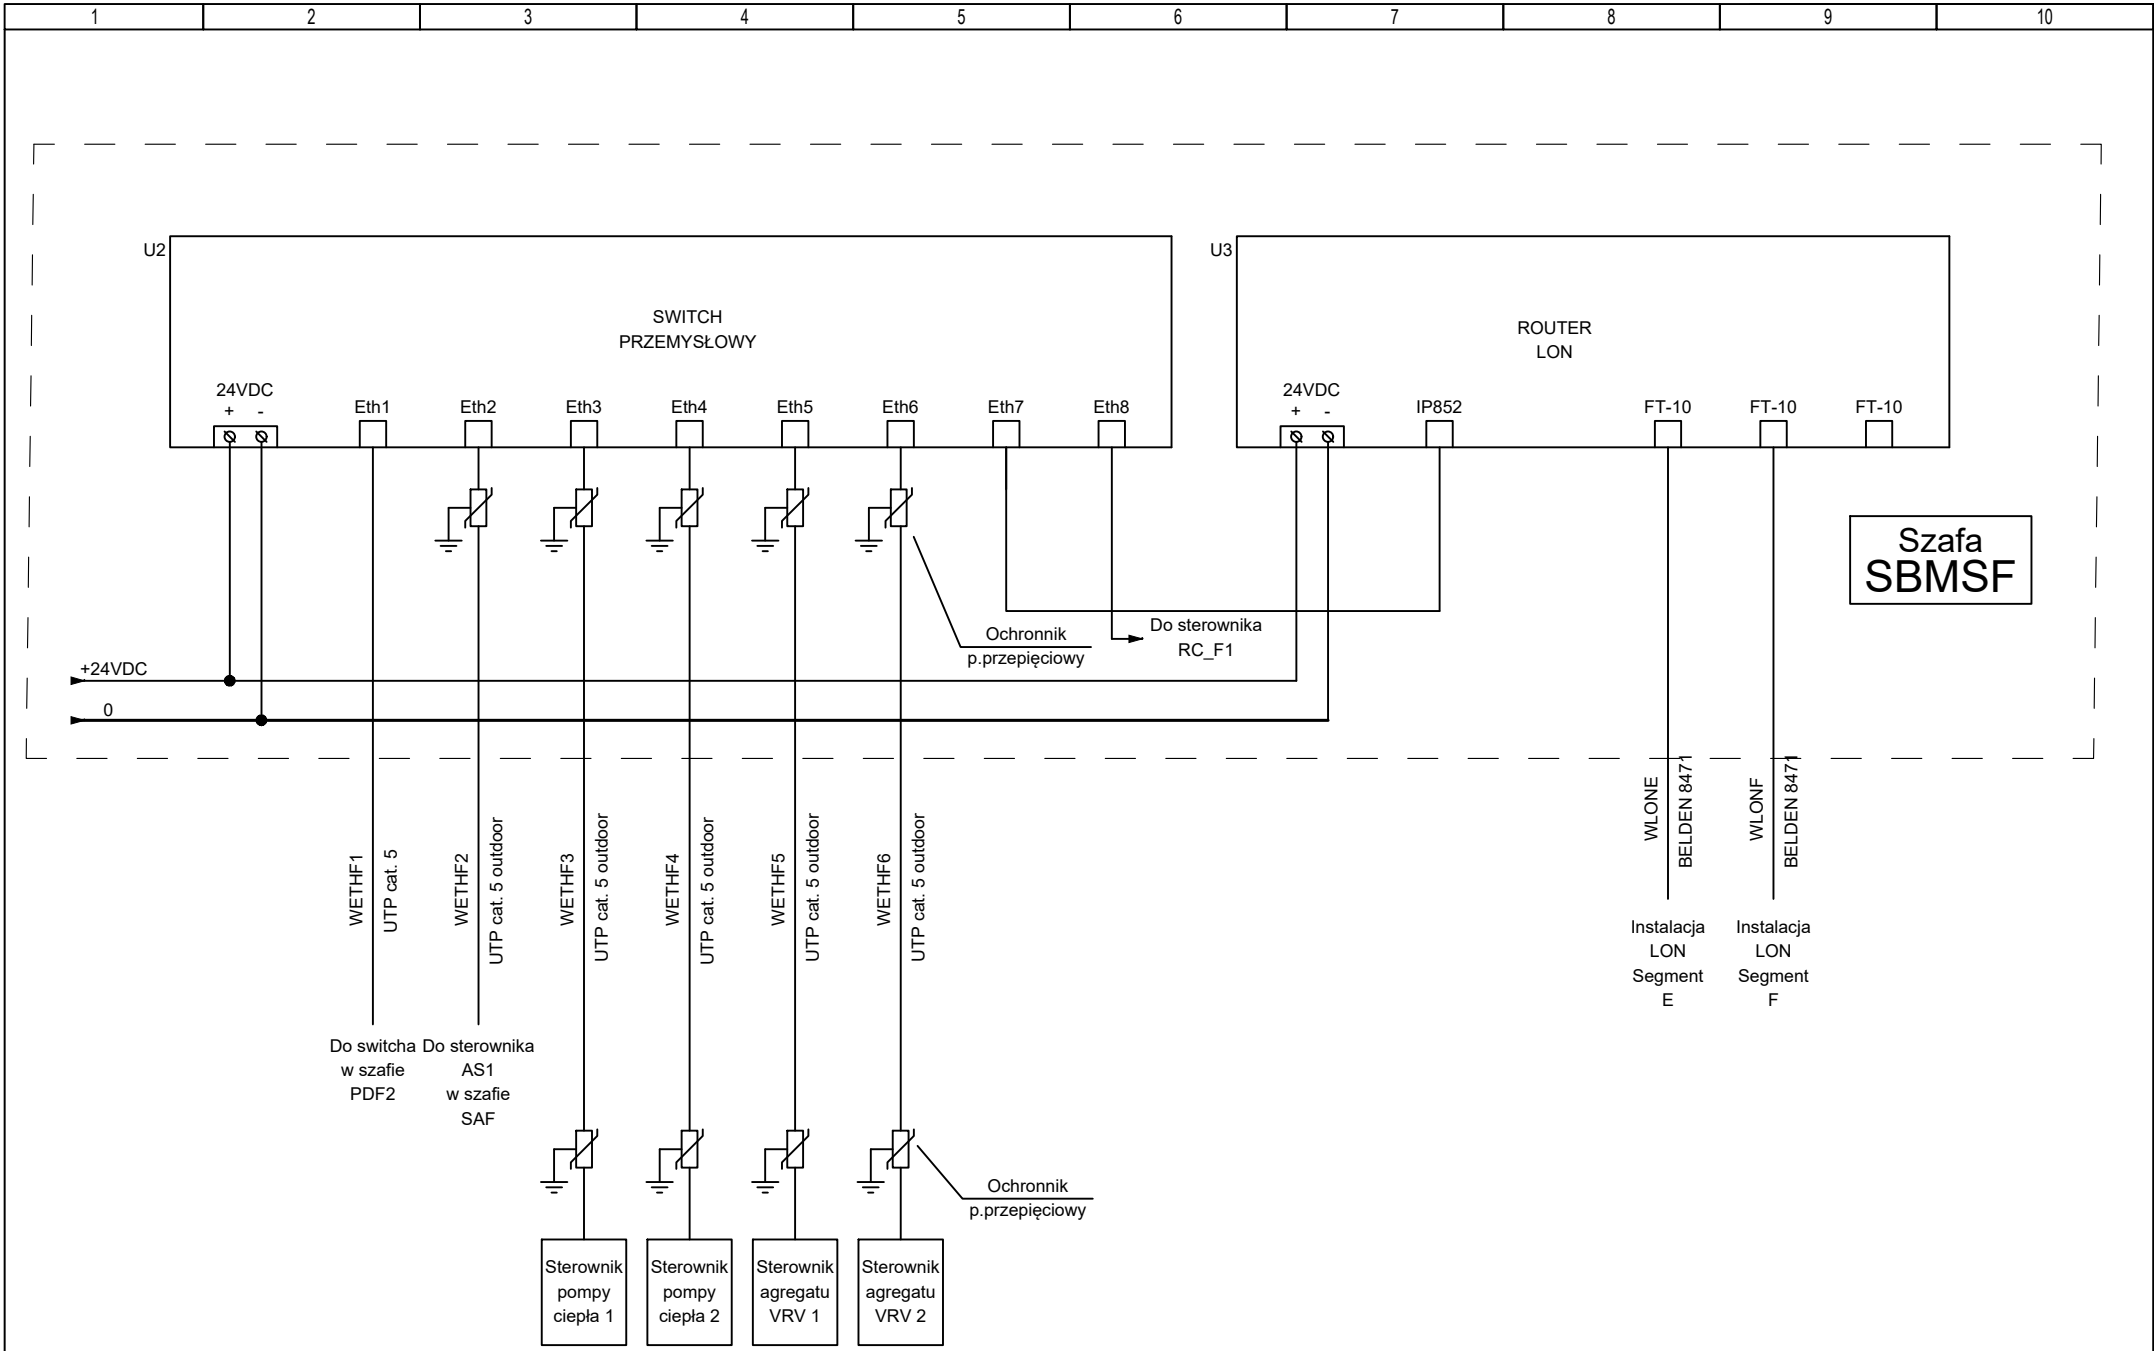 1 2 3 4 5 6 7 8 9 10
U2
SWITCH
PRZEMYSŁOWY
24VDC
+ -
Eth1 Eth2 Eth3 Eth4 Eth5 Eth6 Eth7 Eth8
U3
ROUTER
LON
24VDC
+ -
IP852 FT-10 FT-10 FT-10
Szafa
SBMSF
Ochronnik
p.przepięciowy
Do sterownika
RC_F1
+24VDC
0
WETHF1
UTP cat. 5
WETHF2
UTP cat. 5 outdoor
WETHF3
UTP cat. 5 outdoor
WETHF4
UTP cat. 5 outdoor
WETHF5
UTP cat. 5 outdoor
WETHF6
UTP cat. 5 outdoor
WLONE
BELDEN 8471
WLONF
BELDEN 8471
Instalacja
LON
Segment
E
Instalacja
LON
Segment
F
Do switcha
w szafie
PDF2
Do sterownika
AS1
w szafie
SAF
Ochronnik
p.przepięciowy
Sterownik
pompy
ciepła 1
Sterownik
pompy
ciepła 2
Sterownik
agregatu
VRV 1
Sterownik
agregatu
VRV 2